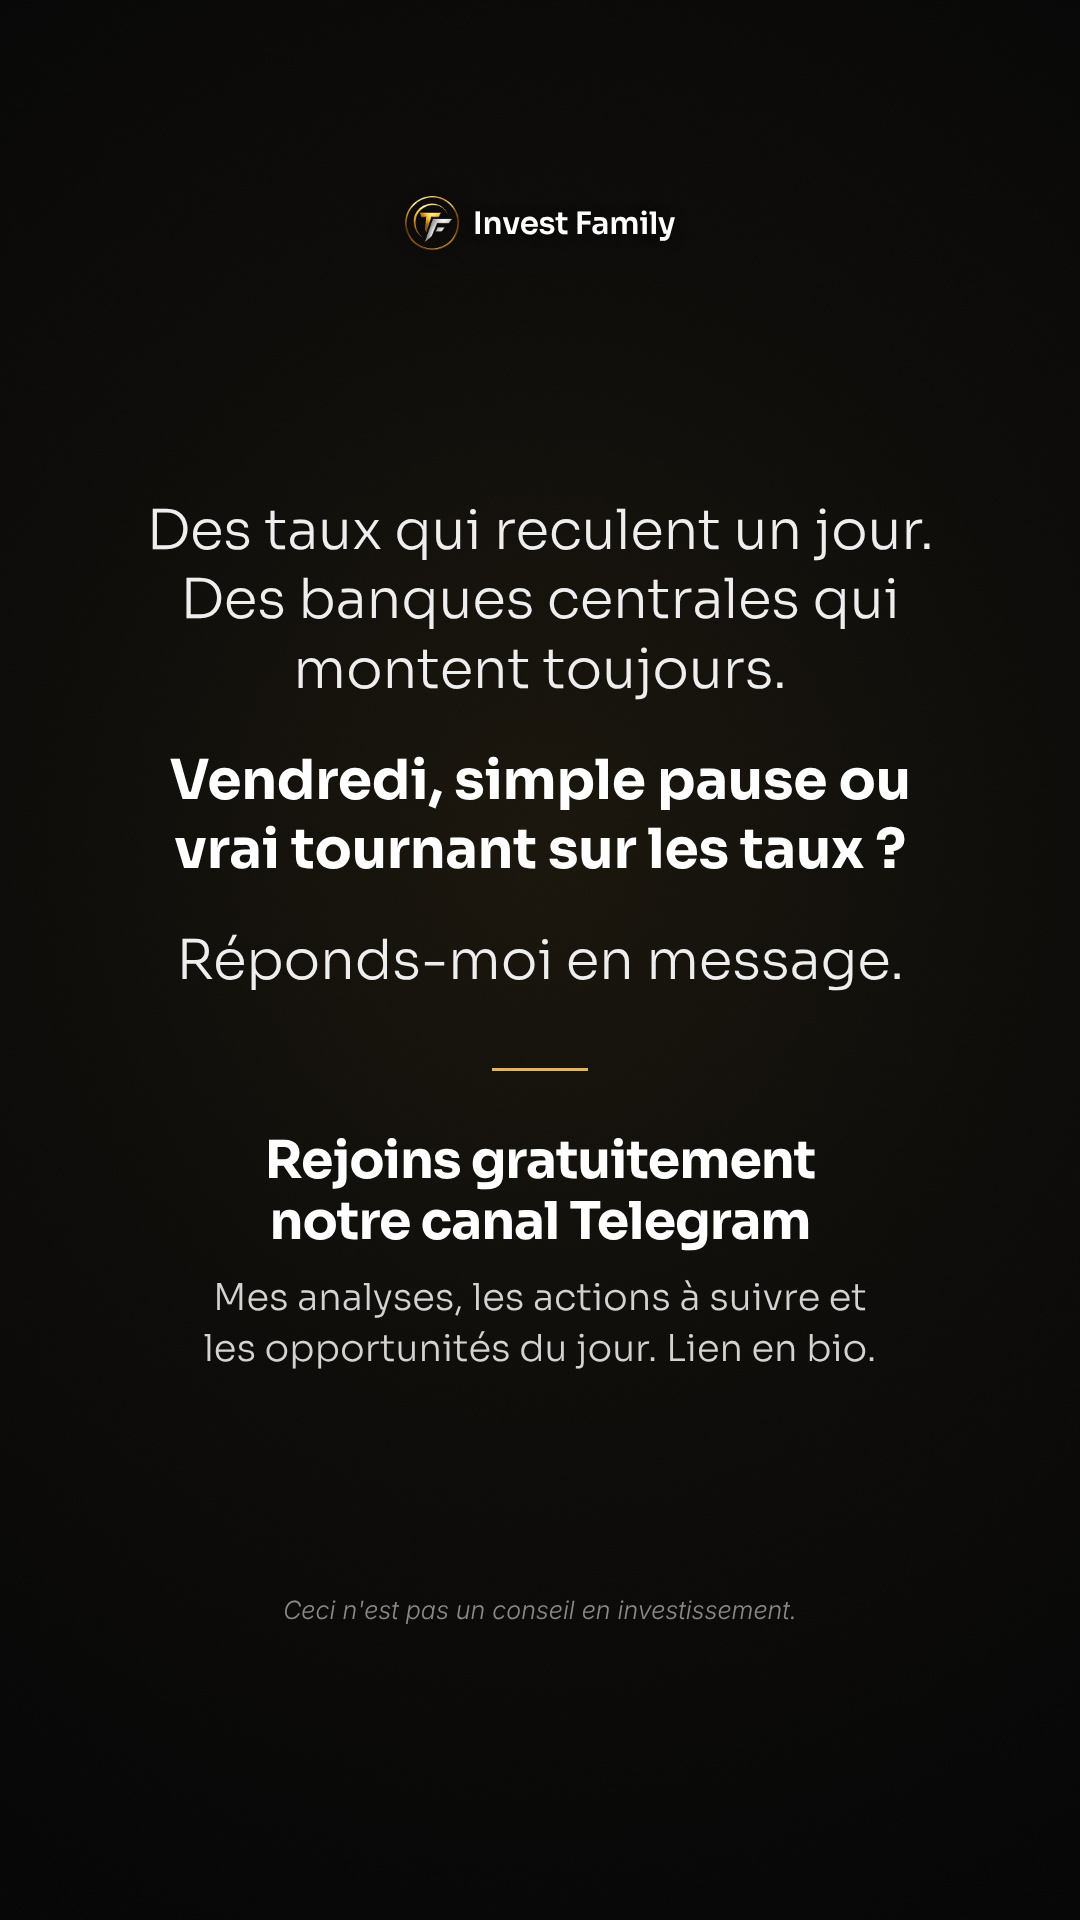 TF Invest Family
Des taux qui reculent un jour.
Des banques centrales qui
montent toujours.
Vendredi, simple pause ou
vrai tournant sur les taux ?
Réponds-moi en message.
Rejoins gratuitement
notre canal Telegram
Mes analyses, les actions à suivre et
les opportunités du jour. Lien en bio.
Ceci n'est pas un conseil en investissement.